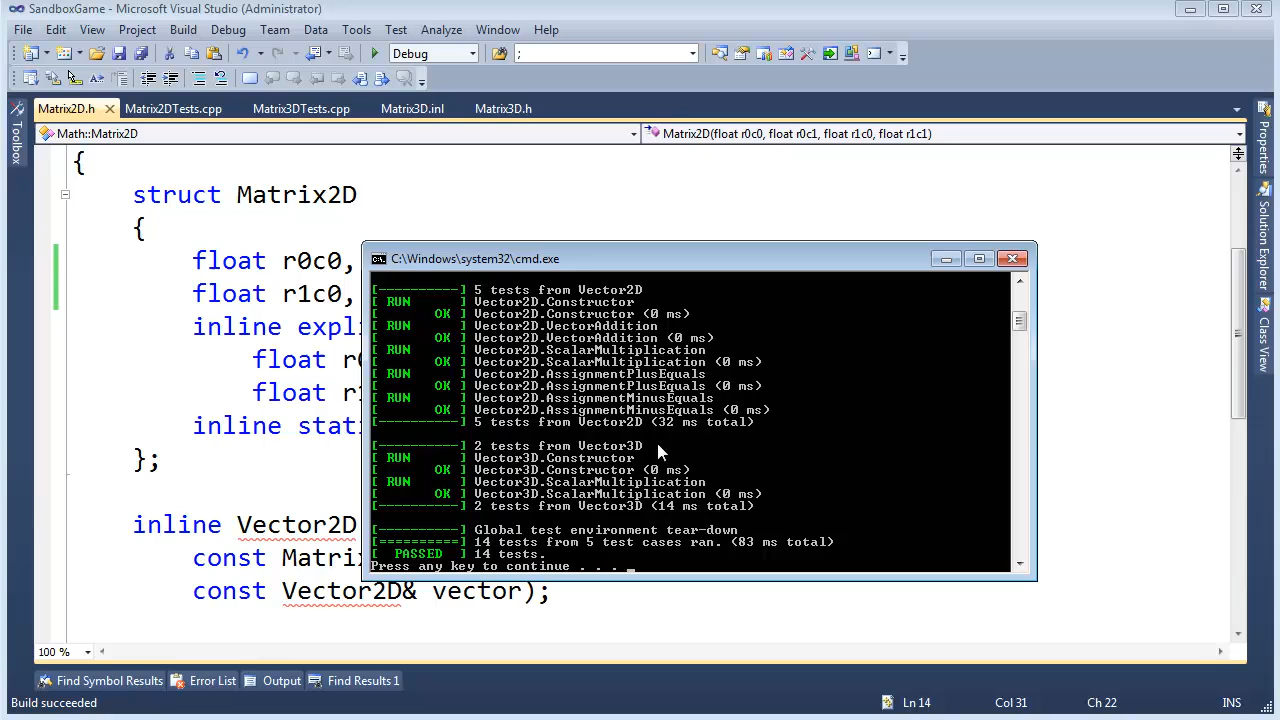 SandboxGame - Microsoft Visual Studio (Administrator)
File Edit View Project Build Debug Team Data Tools Test Analyze Window Help
Debug ;
Matrix2D.h Matrix2DTests.cpp Matrix3DTests.cpp Matrix3D.inl Matrix3D.h
Math::Matrix2D Matrix2D(float r0c0, float r0c1, float r1c0, float r1c1)
Toolbox
Properties
Solution Explorer
Class View
{
struct Matrix2D
{
float r0c0,
float r1c0,
inline expli
float r0
float r1
inline stat
};
inline Vector2D
const Matrix
const Vector2D& vector);
C:\Windows\system32\cmd.exe
[----------] 5 tests from Vector2D
[ RUN      ] Vector2D.Constructor
[       OK ] Vector2D.Constructor (0 ms)
[ RUN      ] Vector2D.VectorAddition
[       OK ] Vector2D.VectorAddition (0 ms)
[ RUN      ] Vector2D.ScalarMultiplication
[       OK ] Vector2D.ScalarMultiplication (0 ms)
[ RUN      ] Vector2D.AssignmentPlusEquals
[       OK ] Vector2D.AssignmentPlusEquals (0 ms)
[ RUN      ] Vector2D.AssignmentMinusEquals
[       OK ] Vector2D.AssignmentMinusEquals (0 ms)
[----------] 5 tests from Vector2D (32 ms total)
[----------] 2 tests from Vector3D
[ RUN      ] Vector3D.Constructor
[       OK ] Vector3D.Constructor (0 ms)
[ RUN      ] Vector3D.ScalarMultiplication
[       OK ] Vector3D.ScalarMultiplication (0 ms)
[----------] 2 tests from Vector3D (14 ms total)
[----------] Global test environment tear-down
[==========] 14 tests from 5 test cases ran. (83 ms total)
[  PASSED  ] 14 tests.
Press any key to continue . . . _
100 %
Find Symbol Results Error List Output Find Results 1
Build succeeded Ln 14 Col 31 Ch 22 INS